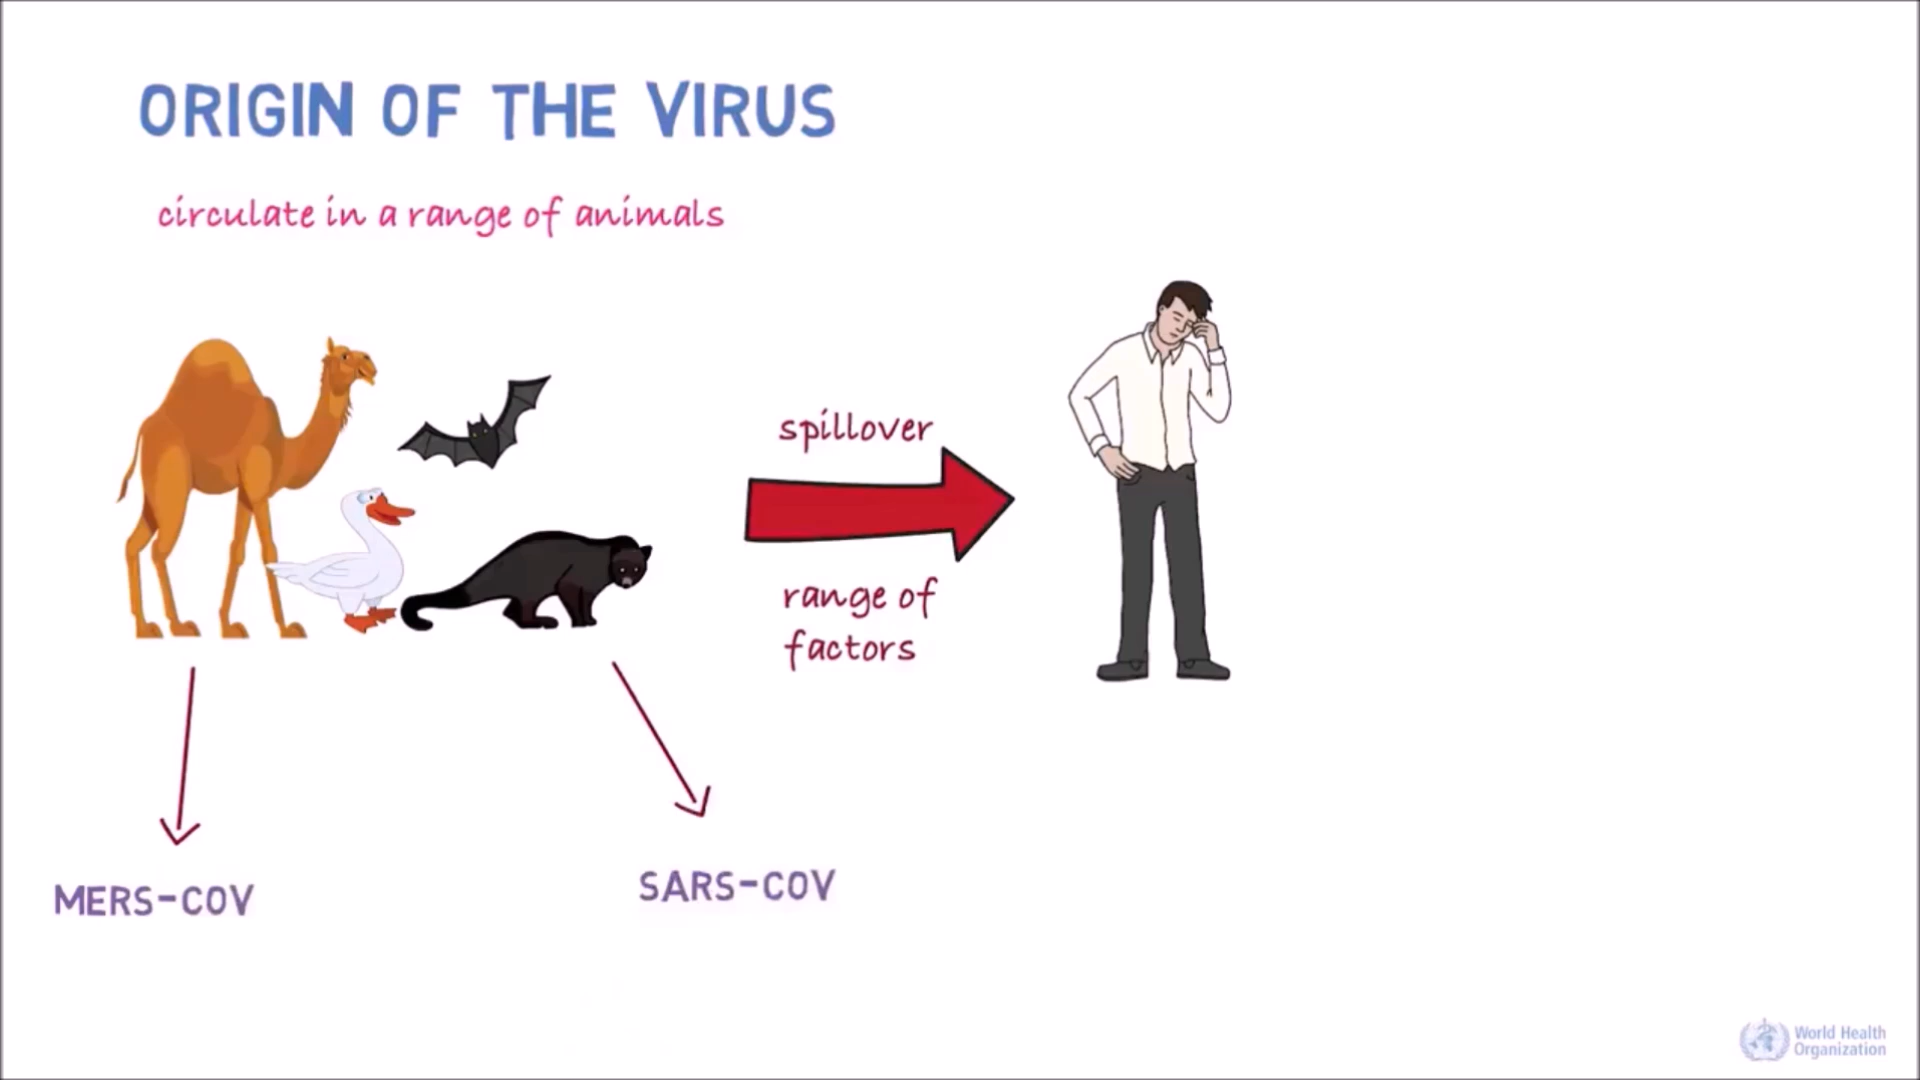 ORIGIN OF THE VIRUS
circulate in a range of animals
spillover
range of
factors
MERS-COV
SARS-COV
World Health
Organization